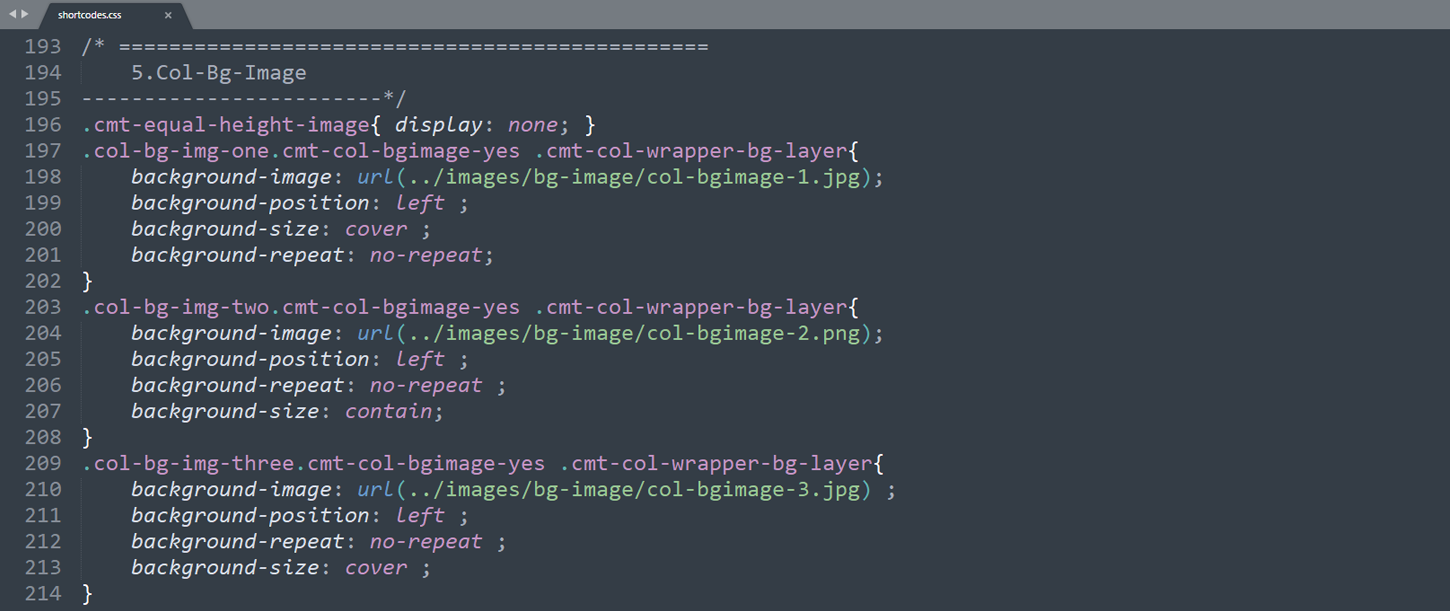 shortcodes.css ×
193 /* ===============================================
194 5.Col-Bg-Image
195 ------------------------*/
196 .cmt-equal-height-image{ display: none; }
197 .col-bg-img-one.cmt-col-bgimage-yes .cmt-col-wrapper-bg-layer{
198 background-image: url(../images/bg-image/col-bgimage-1.jpg);
199 background-position: left ;
200 background-size: cover ;
201 background-repeat: no-repeat;
202 }
203 .col-bg-img-two.cmt-col-bgimage-yes .cmt-col-wrapper-bg-layer{
204 background-image: url(../images/bg-image/col-bgimage-2.png);
205 background-position: left ;
206 background-repeat: no-repeat ;
207 background-size: contain;
208 }
209 .col-bg-img-three.cmt-col-bgimage-yes .cmt-col-wrapper-bg-layer{
210 background-image: url(../images/bg-image/col-bgimage-3.jpg) ;
211 background-position: left ;
212 background-repeat: no-repeat ;
213 background-size: cover ;
214 }